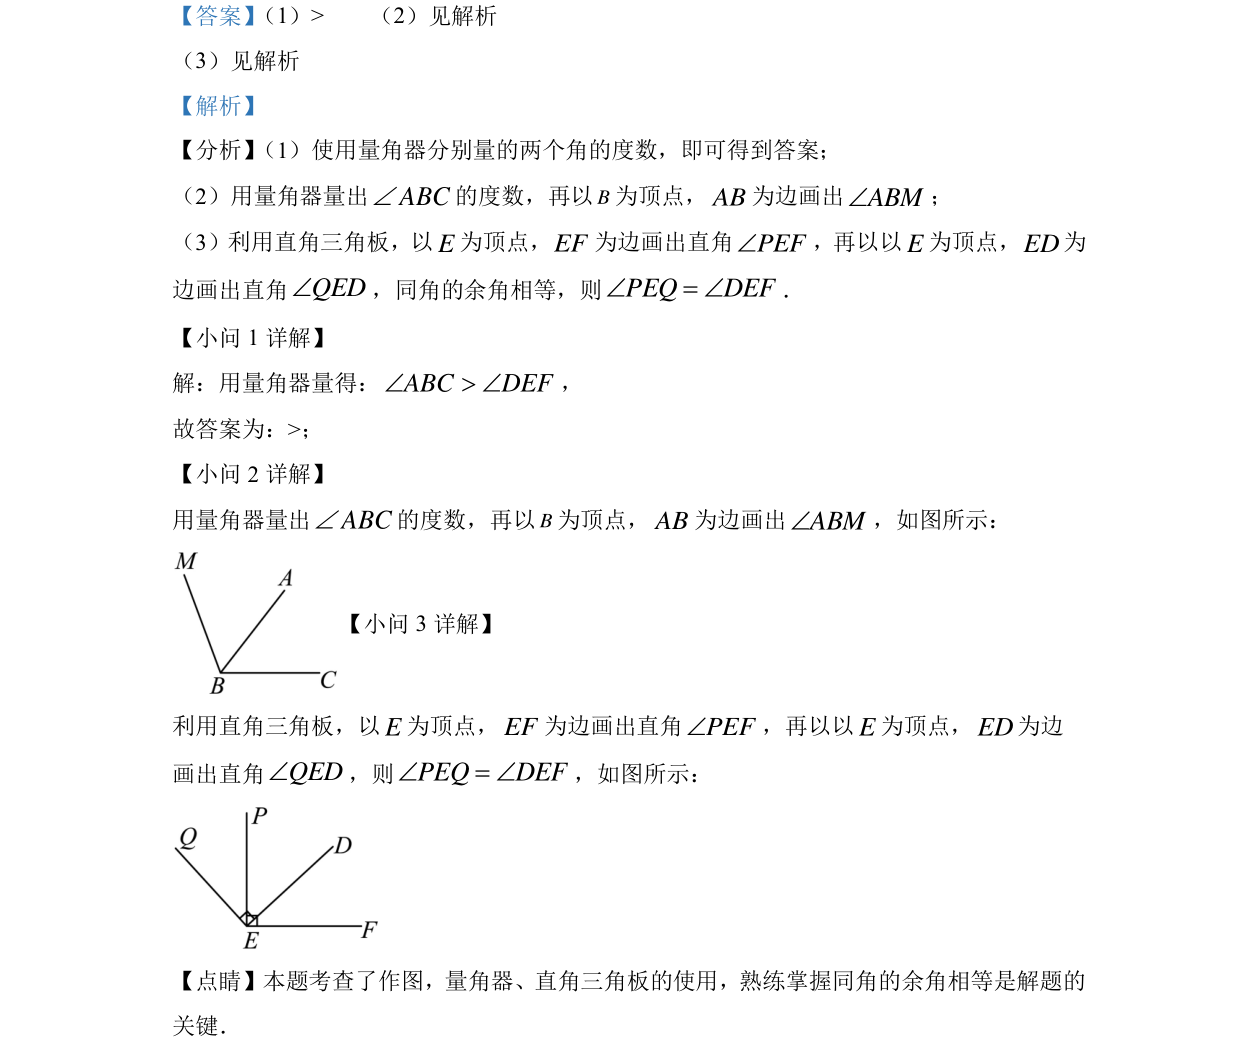 【答案】（1）>　　（2）见解析
（3）见解析
【解析】
【分析】（1）使用量角器分别量的两个角的度数，即可得到答案；
（2）用量角器量出∠ABC的度数，再以B为顶点，AB为边画出∠ABM；
（3）利用直角三角板，以E为顶点，EF为边画出直角∠PEF，再以以E为顶点，ED为
边画出直角∠QED，同角的余角相等，则∠PEQ=∠DEF．
【小问1详解】
解：用量角器量得：∠ABC>∠DEF，
故答案为：>；
【小问2详解】
用量角器量出∠ABC的度数，再以B为顶点，AB为边画出∠ABM，如图所示：
M
A
【小问3详解】
B
C
利用直角三角板，以E为顶点，EF为边画出直角∠PEF，再以以E为顶点，ED为边
画出直角∠QED，则∠PEQ=∠DEF，如图所示：
P
Q
D
F
E
【点睛】本题考查了作图，量角器、直角三角板的使用，熟练掌握同角的余角相等是解题的
关键．